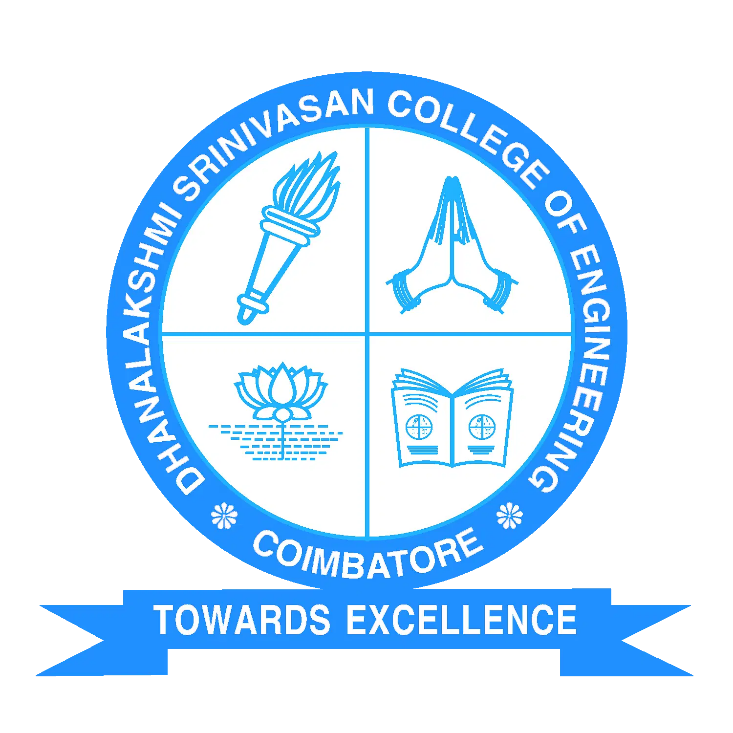 DHANALAKSHMI SRINIVASAN COLLEGE OF ENGINEERING
COIMBATORE
TOWARDS EXCELLENCE